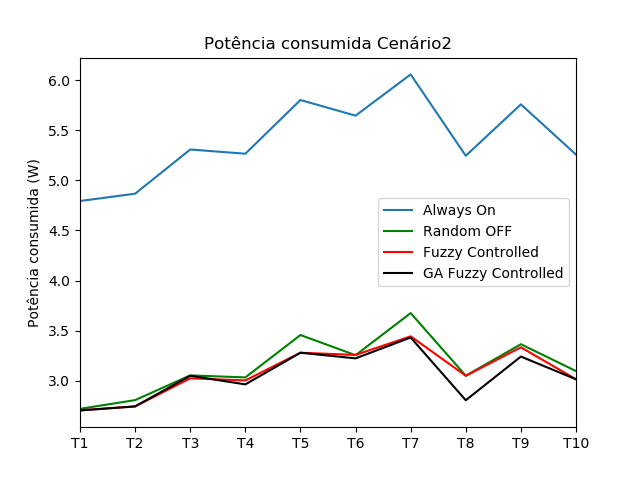 Potência consumida Cenário2
Potência consumida (W)
6.0
5.5
5.0
4.5
4.0
3.5
3.0
Always On
Random OFF
Fuzzy Controlled
GA Fuzzy Controlled
T1 T2 T3 T4 T5 T6 T7 T8 T9 T10